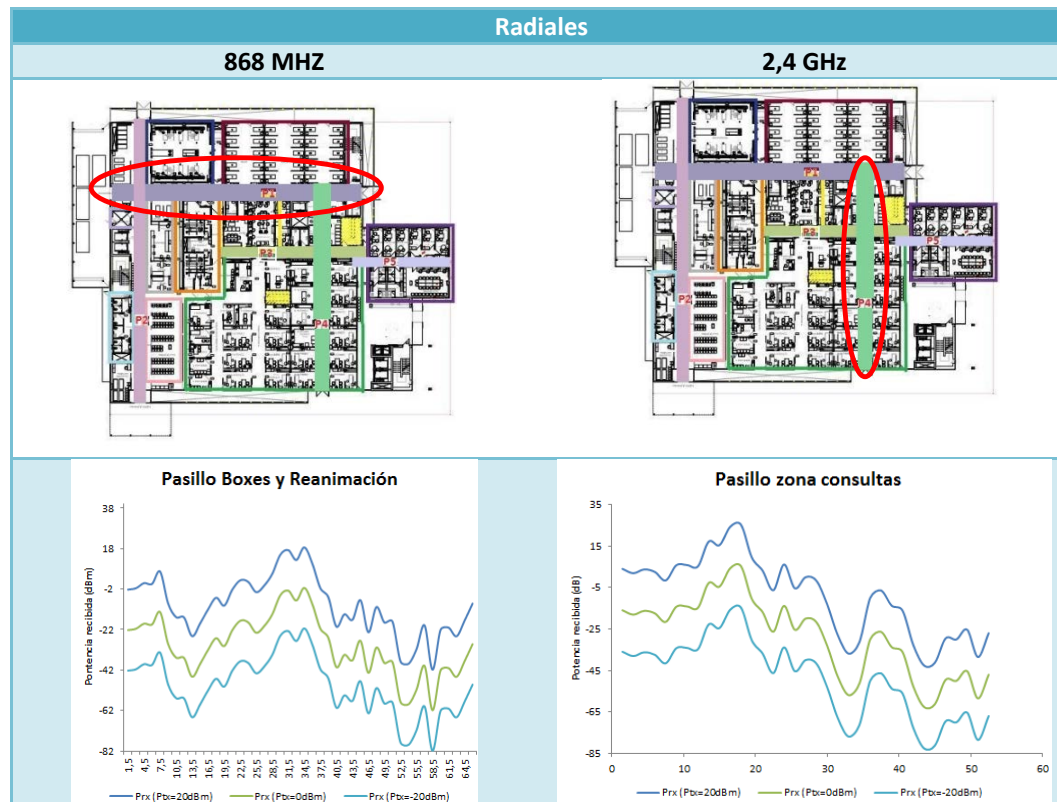 Radiales
868 MHZ
2,4 GHz
P1
P3
P5
P2
P4
P1
P3
P5
P2
P4
Pasillo Boxes y Reanimación
Pontencia recibida (dBm)
38
18
-2
-22
-42
-62
-82
1,5
4,5
7,5
10,5
13,5
16,5
19,5
22,5
25,5
28,5
31,5
34,5
37,5
40,5
43,5
46,5
49,5
52,5
55,5
58,5
61,5
64,5
Prx (Ptx=20dBm)
Prx (Ptx=0dBm)
Prx (Ptx=-20dBm)
Pasillo zona consultas
Potencia recibida (dB)
35
15
-5
-25
-45
-65
-85
0
10
20
30
40
50
60
Prx (Ptx=20dBm)
Prx (Ptx=0dBm)
Prx (Ptx=-20dBm)